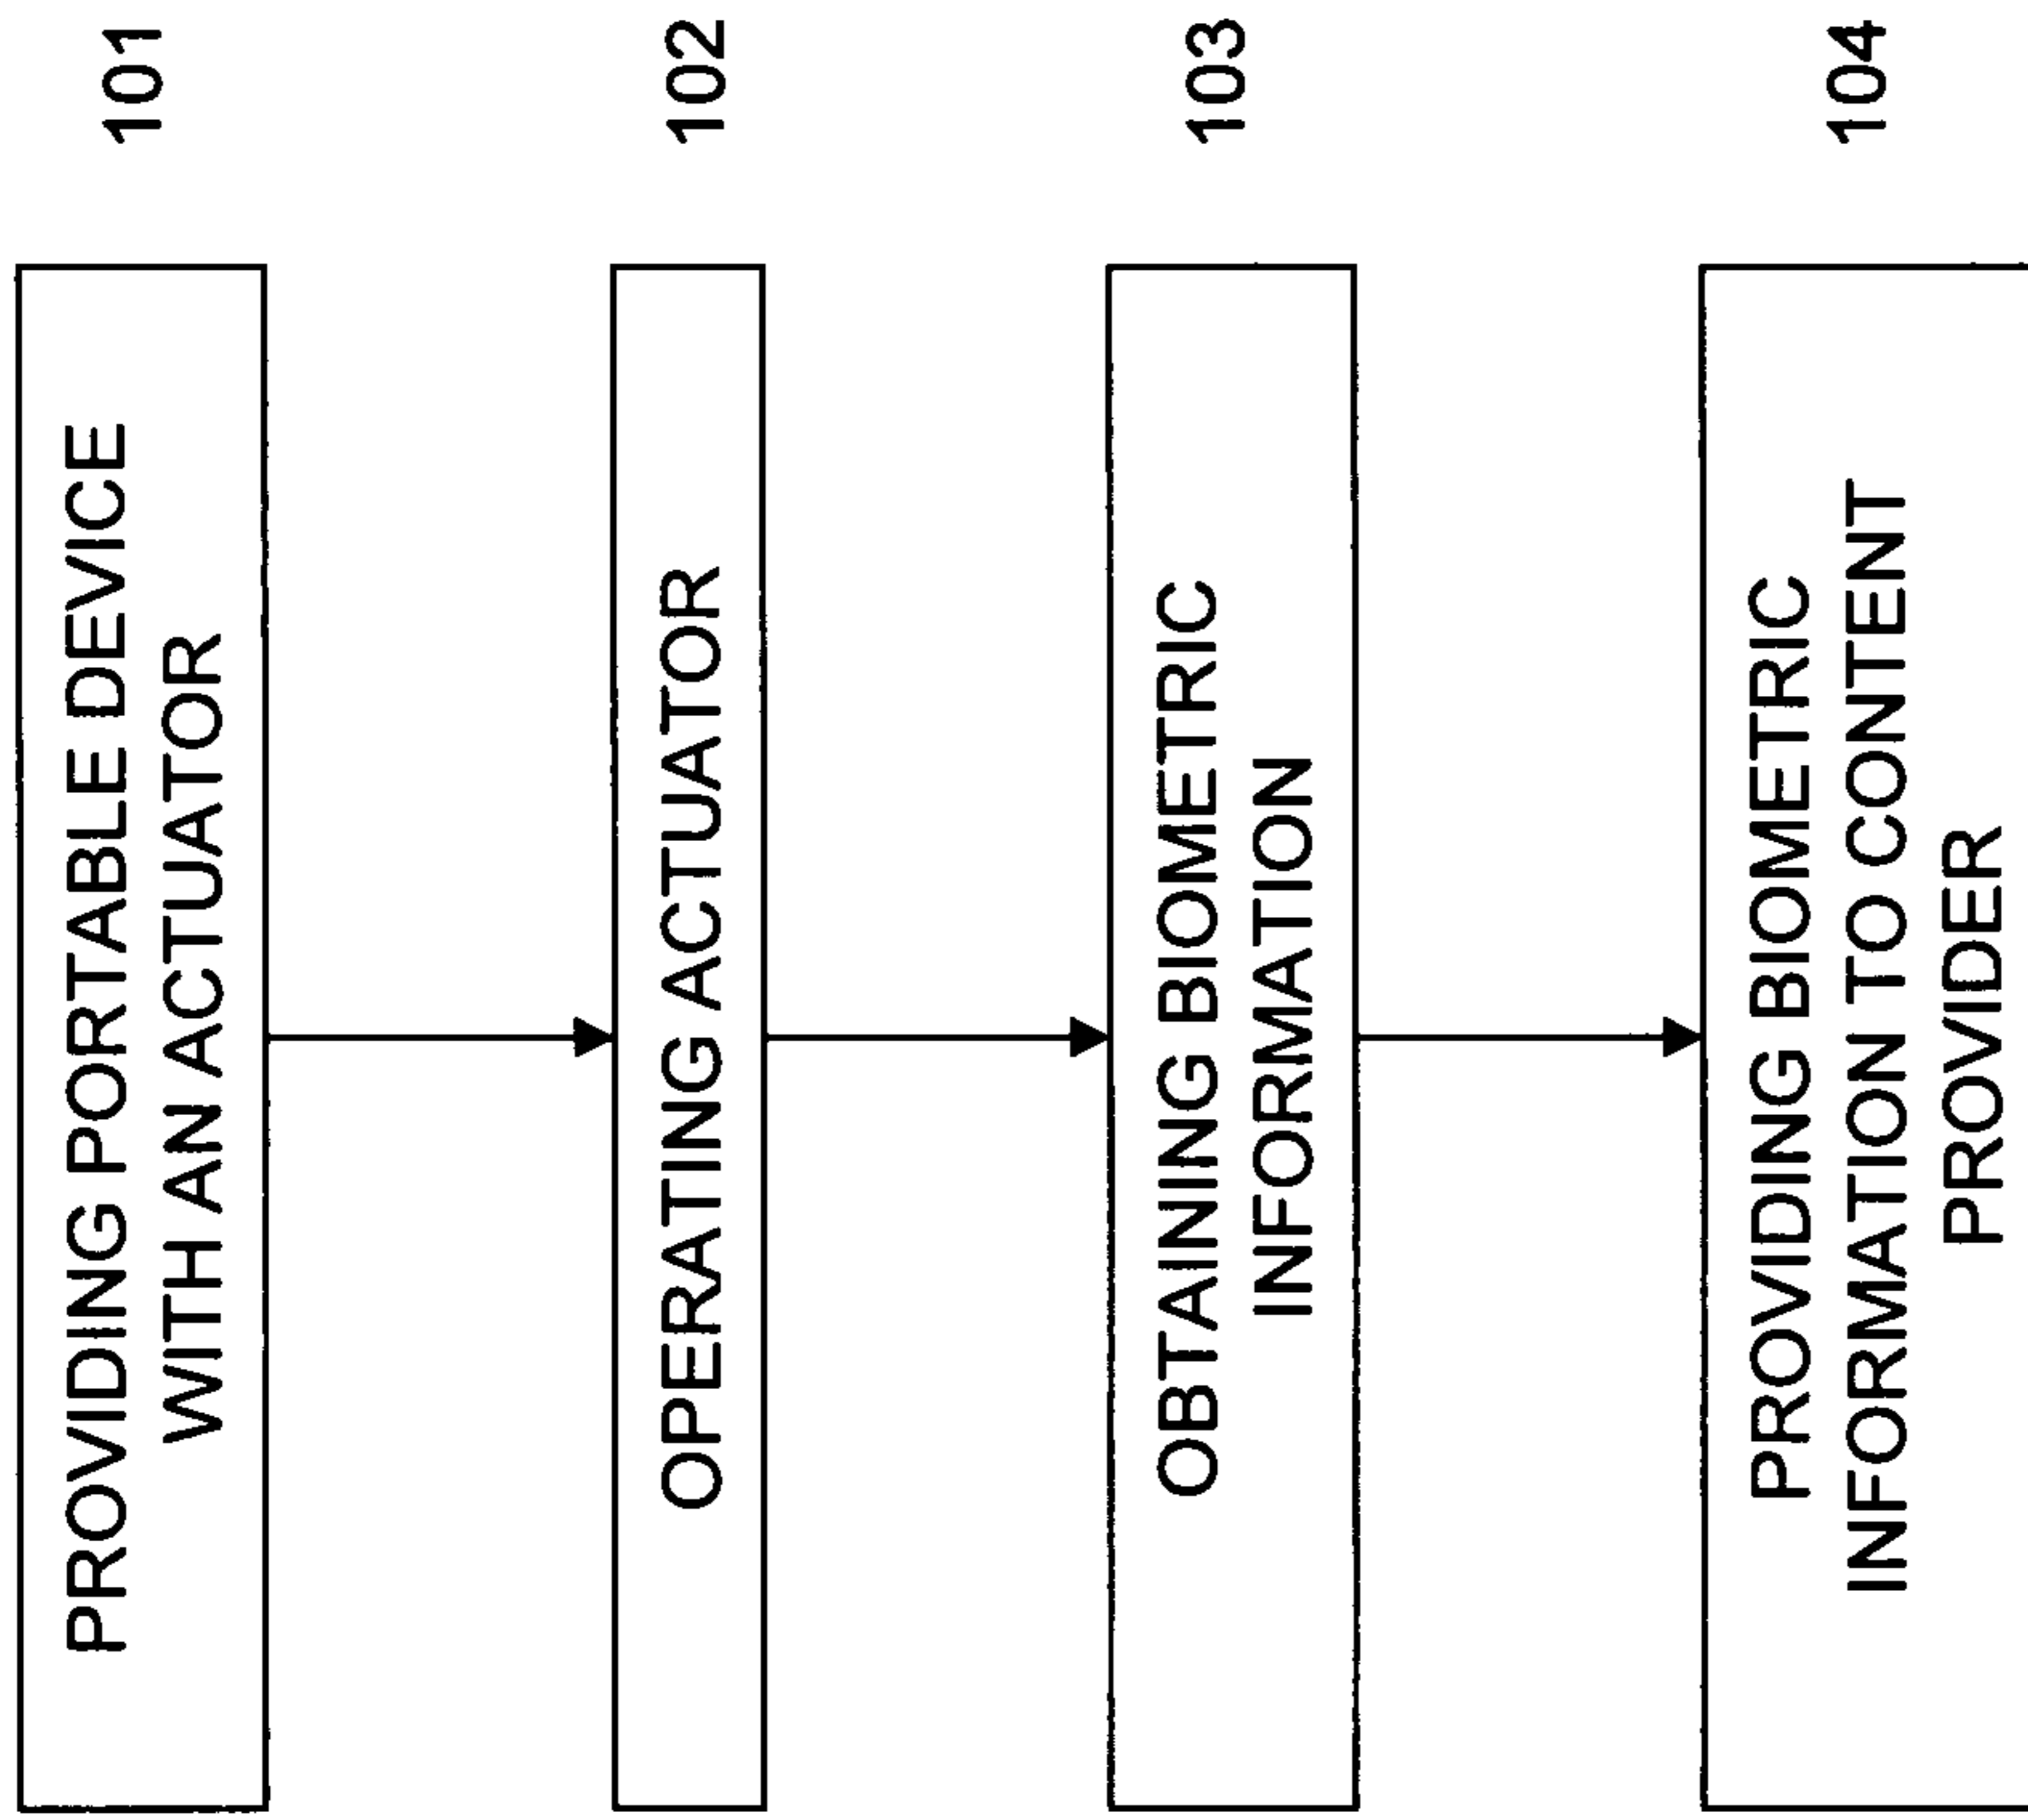 PROVIDING PORTABLE DEVICE
WITH AN ACTUATOR
101
OPERATING ACTUATOR
102
OBTAINING BIOMETRIC
INFORMATION
103
PROVIDING BIOMETRIC
INFORMATION TO CONTENT
PROVIDER
104